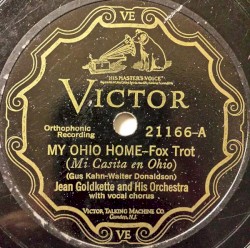 VE
"HIS MASTER'S VOICE"
VICTOR
Orthophonic
Recording
21166-A
MY OHIO HOME-Fox Trot
(Mi Casita en Ohio)
(Gus Kahn-Walter Donaldson)
Jean Goldkette and His Orchestra
with vocal chorus
VICTOR TALKING MACHINE CO
Camden, N.J.
VE